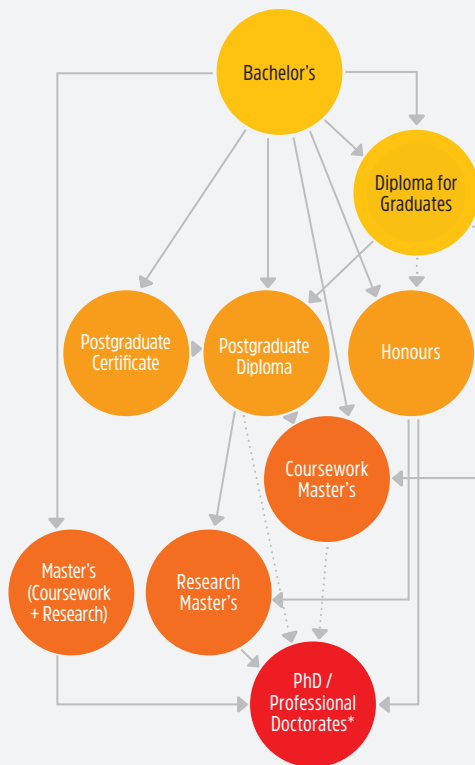 Bachelor's
Diploma for
Graduates
Postgraduate
Certificate
Postgraduate
Diploma
Honours
Coursework
Master's
Master's
(Coursework
+ Research)
Research
Master's
PhD /
Professional
Doctorates*